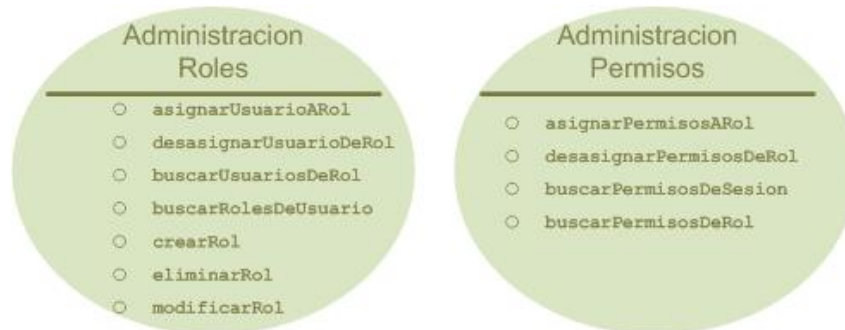 Administracion
Roles
asignarUsuarioARol
desasignarUsuarioDeRol
buscarUsuariosDeRol
buscarRolesDeUsuario
crearRol
eliminarRol
modificarRol
Administracion
Permisos
asignarPermisosARol
desasignarPermisosDeRol
buscarPermisosDeSesion
buscarPermisosDeRol